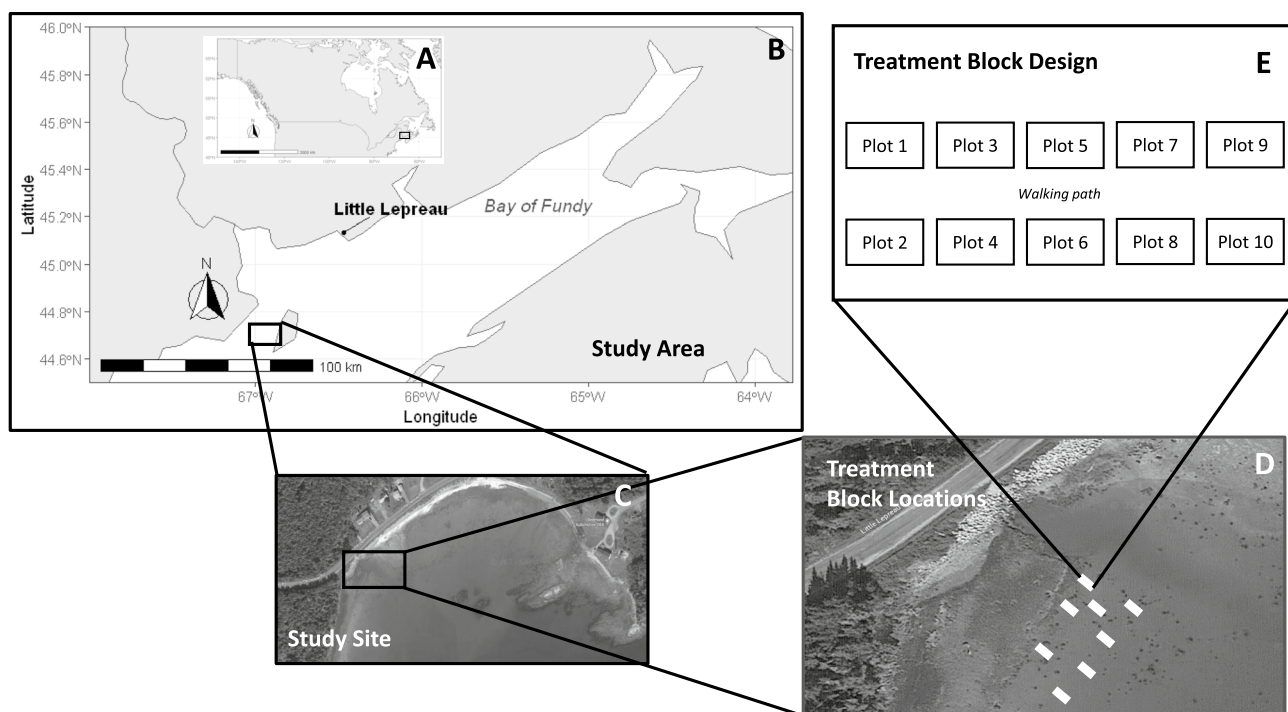 46.0°N
45.8°N
45.6°N
45.4°N
45.2°N
45.0°N
44.8°N
44.6°N
Latitude
A
B
Little Lepreau
Bay of Fundy
N
Study Area
100 km
67°W
66°W
65°W
64°W
Longitude
Treatment Block Design
E
Plot 1
Plot 3
Plot 5
Plot 7
Plot 9
Walking path
Plot 2
Plot 4
Plot 6
Plot 8
Plot 10
C
Study Site
Treatment
Block Locations
D
Little Lepreau